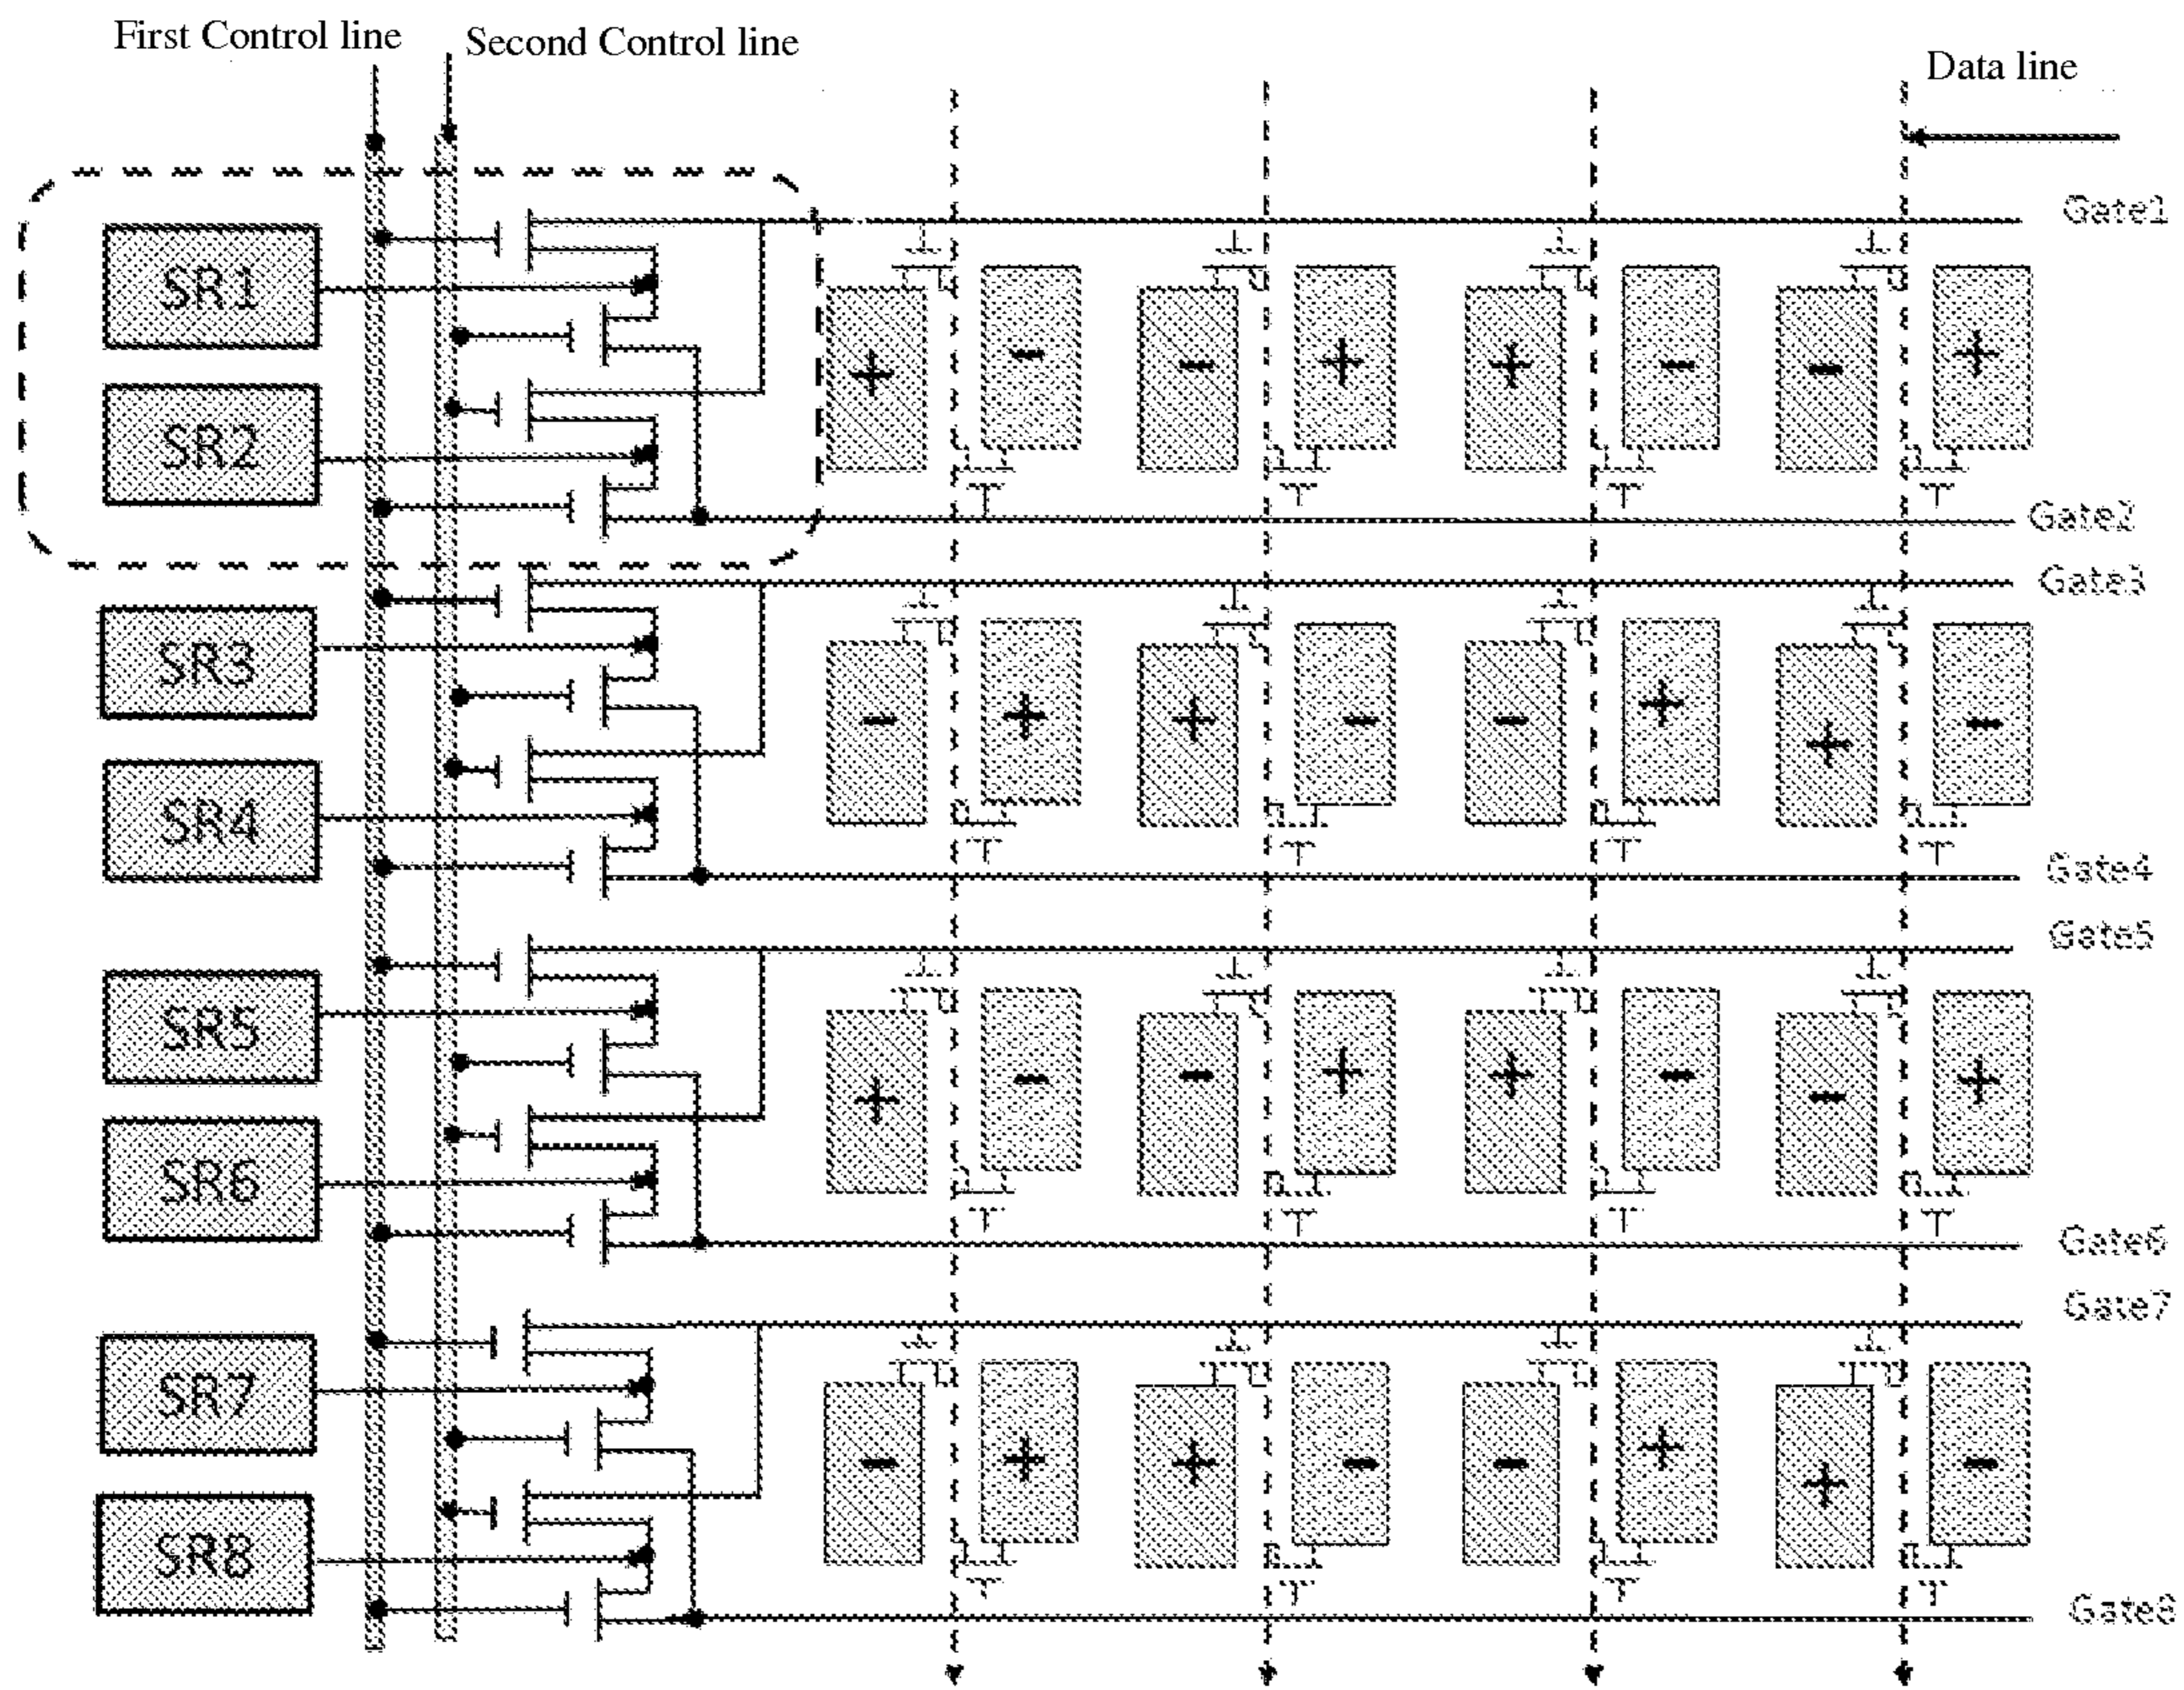 First Control line
Second Control line
Data line
Gate1
SR1
+ - - + + - - +
SR2
Gate2
Gate3
SR3
- + + - - + + -
SR4
Gate4
Gate5
SR5
+ - - + + - - +
SR6
Gate6
Gate7
SR7
- + + - - + + -
SR8
Gate8